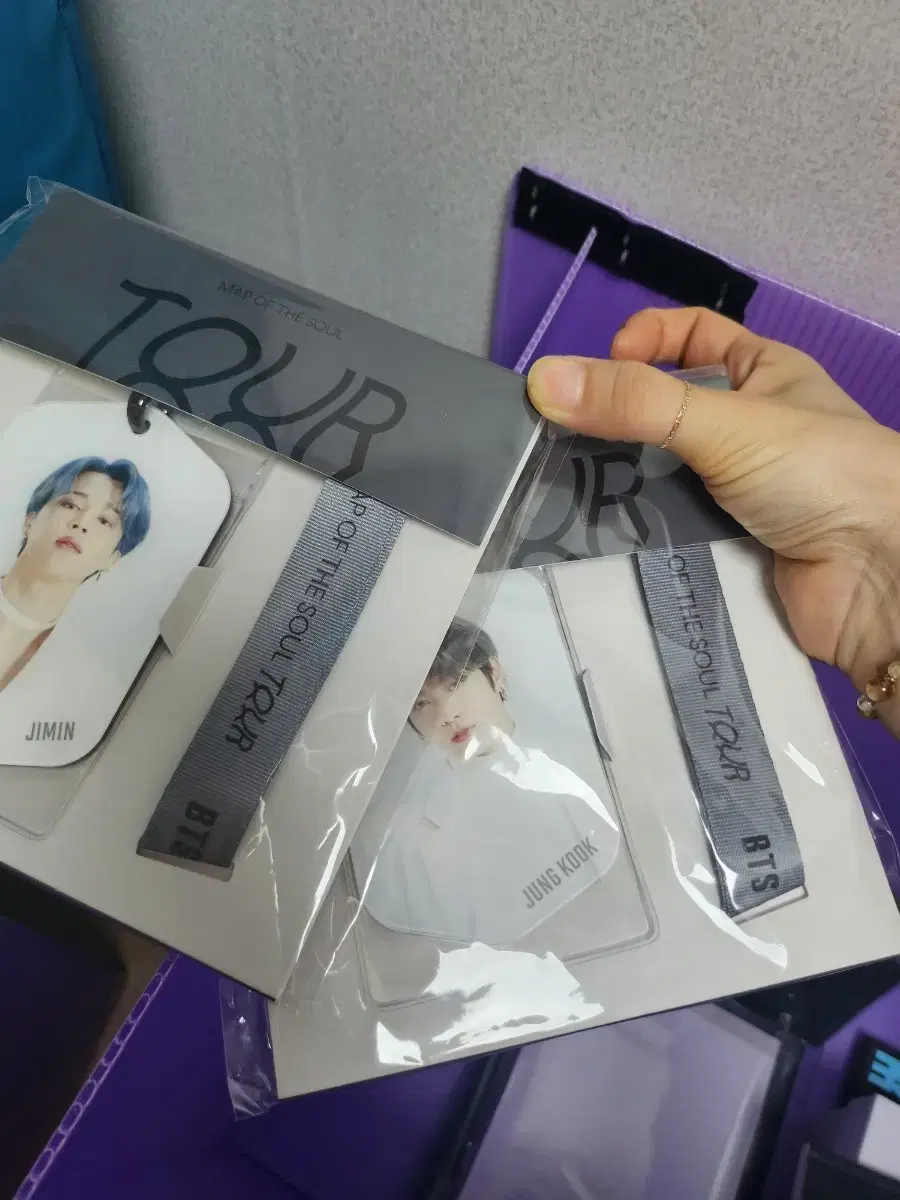 MAP OF THE SOUL
TOUR
JIMIN
MAP OF THE SOUL TOUR
BTS
UR
JUNG KOOK
OF THE SOUL TOUR
BTS